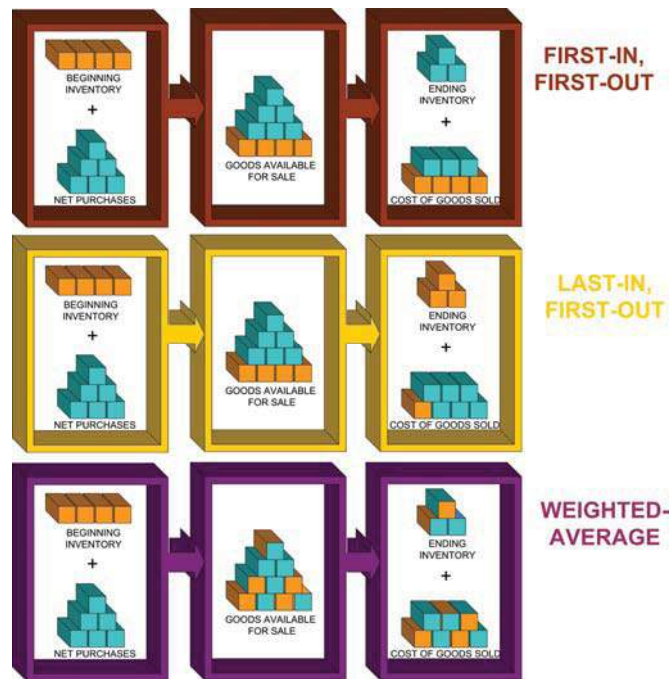 BEGINNING
INVENTORY
+
NET PURCHASES
GOODS AVAILABLE
FOR SALE
ENDING
INVENTORY
+
COST OF GOODS SOLD
FIRST-IN,
FIRST-OUT
BEGINNING
INVENTORY
+
NET PURCHASES
GOODS AVAILABLE
FOR SALE
ENDING
INVENTORY
+
COST OF GOODS SOLD
LAST-IN,
FIRST-OUT
BEGINNING
INVENTORY
+
NET PURCHASES
GOODS AVAILABLE
FOR SALE
ENDING
INVENTORY
+
COST OF GOODS SOLD
WEIGHTED-
AVERAGE